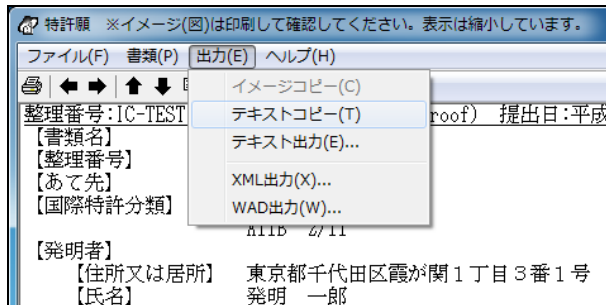 特許願 ※イメージ(図)は印刷して確認してください。表示は縮小しています。
ファイル(F) 書類(P) 出力(E) ヘルプ(H)
イメージコピー(C)
整理番号:IC-TEST テキストコピー(T) roof) 提出日:平成
【書類名】 テキスト出力(E)...
【整理番号】
【あて先】 XML出力(X)...
【国際特許分類】 WAD出力(W)...
【発明者】
【住所又は居所】 東京都千代田区霞が関1丁目3番1号
【氏名】 発明 一郎